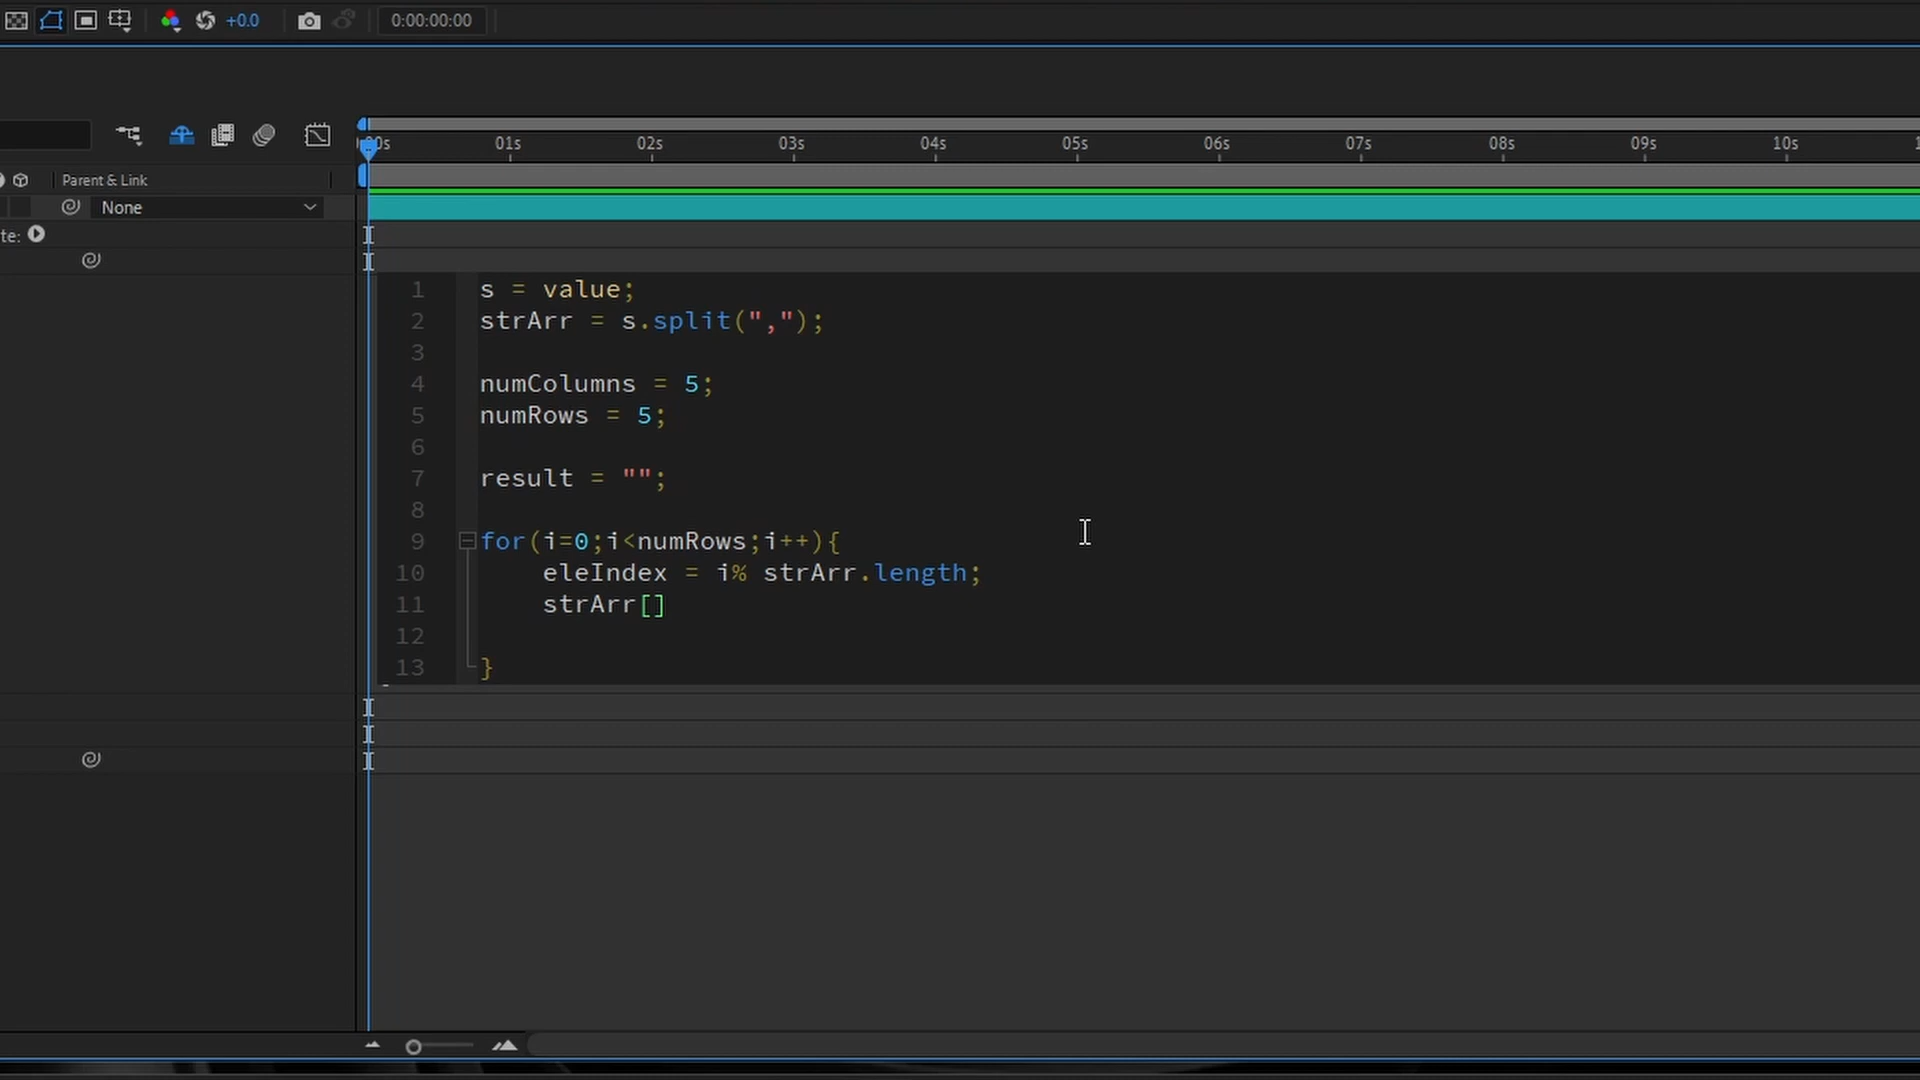 +0.0
0:00:00:00
00s 01s 02s 03s 04s 05s 06s 07s 08s 09s 10s
Parent & Link
None
te:
1 s = value;
2 strArr = s.split(",");
3
4 numColumns = 5;
5 numRows = 5;
6
7 result = "";
8
9 for(i=0;i<numRows;i++){
10 eleIndex = i% strArr.length;
11 strArr[]
12
13 }